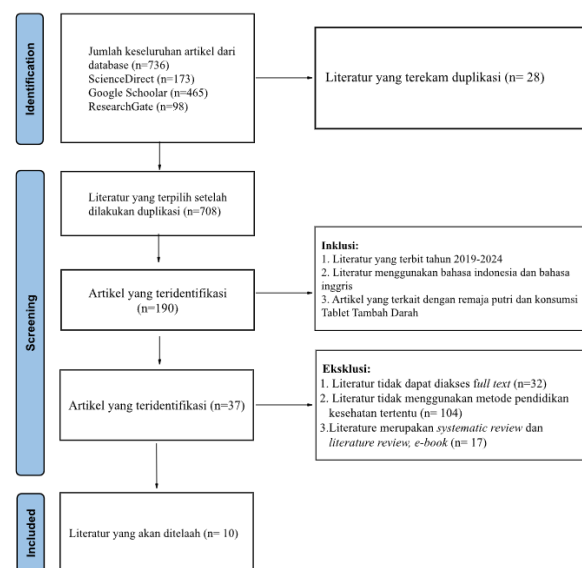 Identification
Jumlah keseluruhan artikel dari
database (n=736)
ScienceDirect (n=173)
Google Schoolar (n=465)
ResearchGate (n=98)
Literatur yang terekam duplikasi (n= 28)
Screening
Literatur yang terpilih setelah
dilakukan duplikasi (n=708)
Artikel yang teridentifikasi
(n=190)
Inklusi:
1. Literatur yang terbit tahun 2019-2024
2. Literatur menggunakan bahasa indonesia dan bahasa
inggris
3. Artikel yang terkait dengan remaja putri dan konsumsi
Tablet Tambah Darah
Artikel yang teridentifikasi (n=37)
Eksklusi:
1. Literatur tidak dapat diakses full text (n=32)
2. Literatur tidak menggunakan metode pendidikan
kesehatan tertentu (n= 104)
3.Literature merupakan systematic review dan
literature review, e-book (n= 17)
Included
Literatur yang akan ditelaah (n= 10)